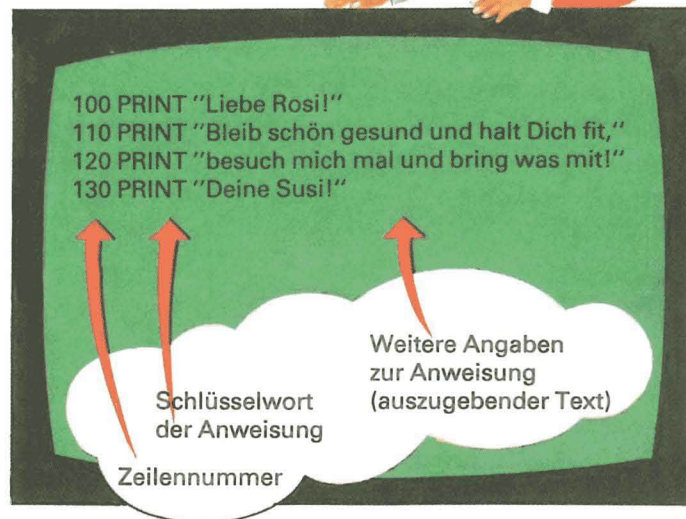 100 PRINT "Liebe Rosi!"
110 PRINT "Bleib schön gesund und halt Dich fit,"
120 PRINT "besuch mich mal und bring was mit!"
130 PRINT "Deine Susi!"
Weitere Angaben
zur Anweisung
(auszugebender Text)
Schlüsselwort
der Anweisung
Zeilennummer